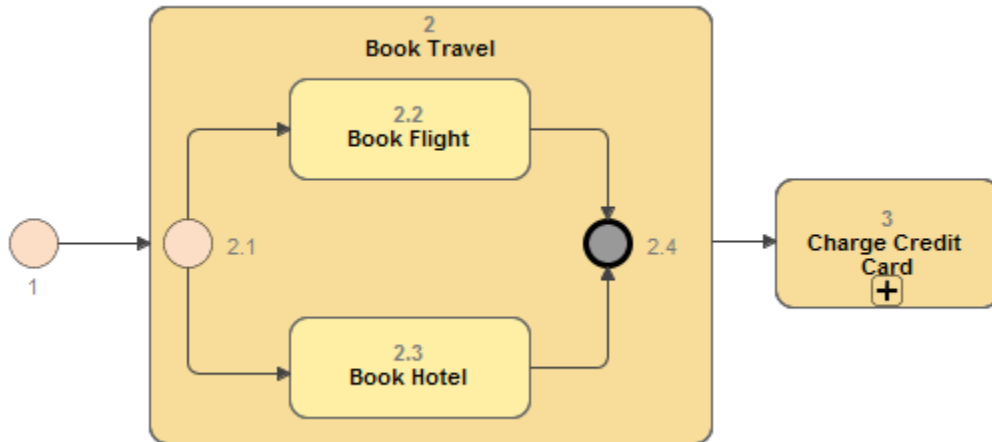 2
Book Travel
2.2
Book Flight
1
2.1
2.4
2.3
Book Hotel
3
Charge Credit
Card